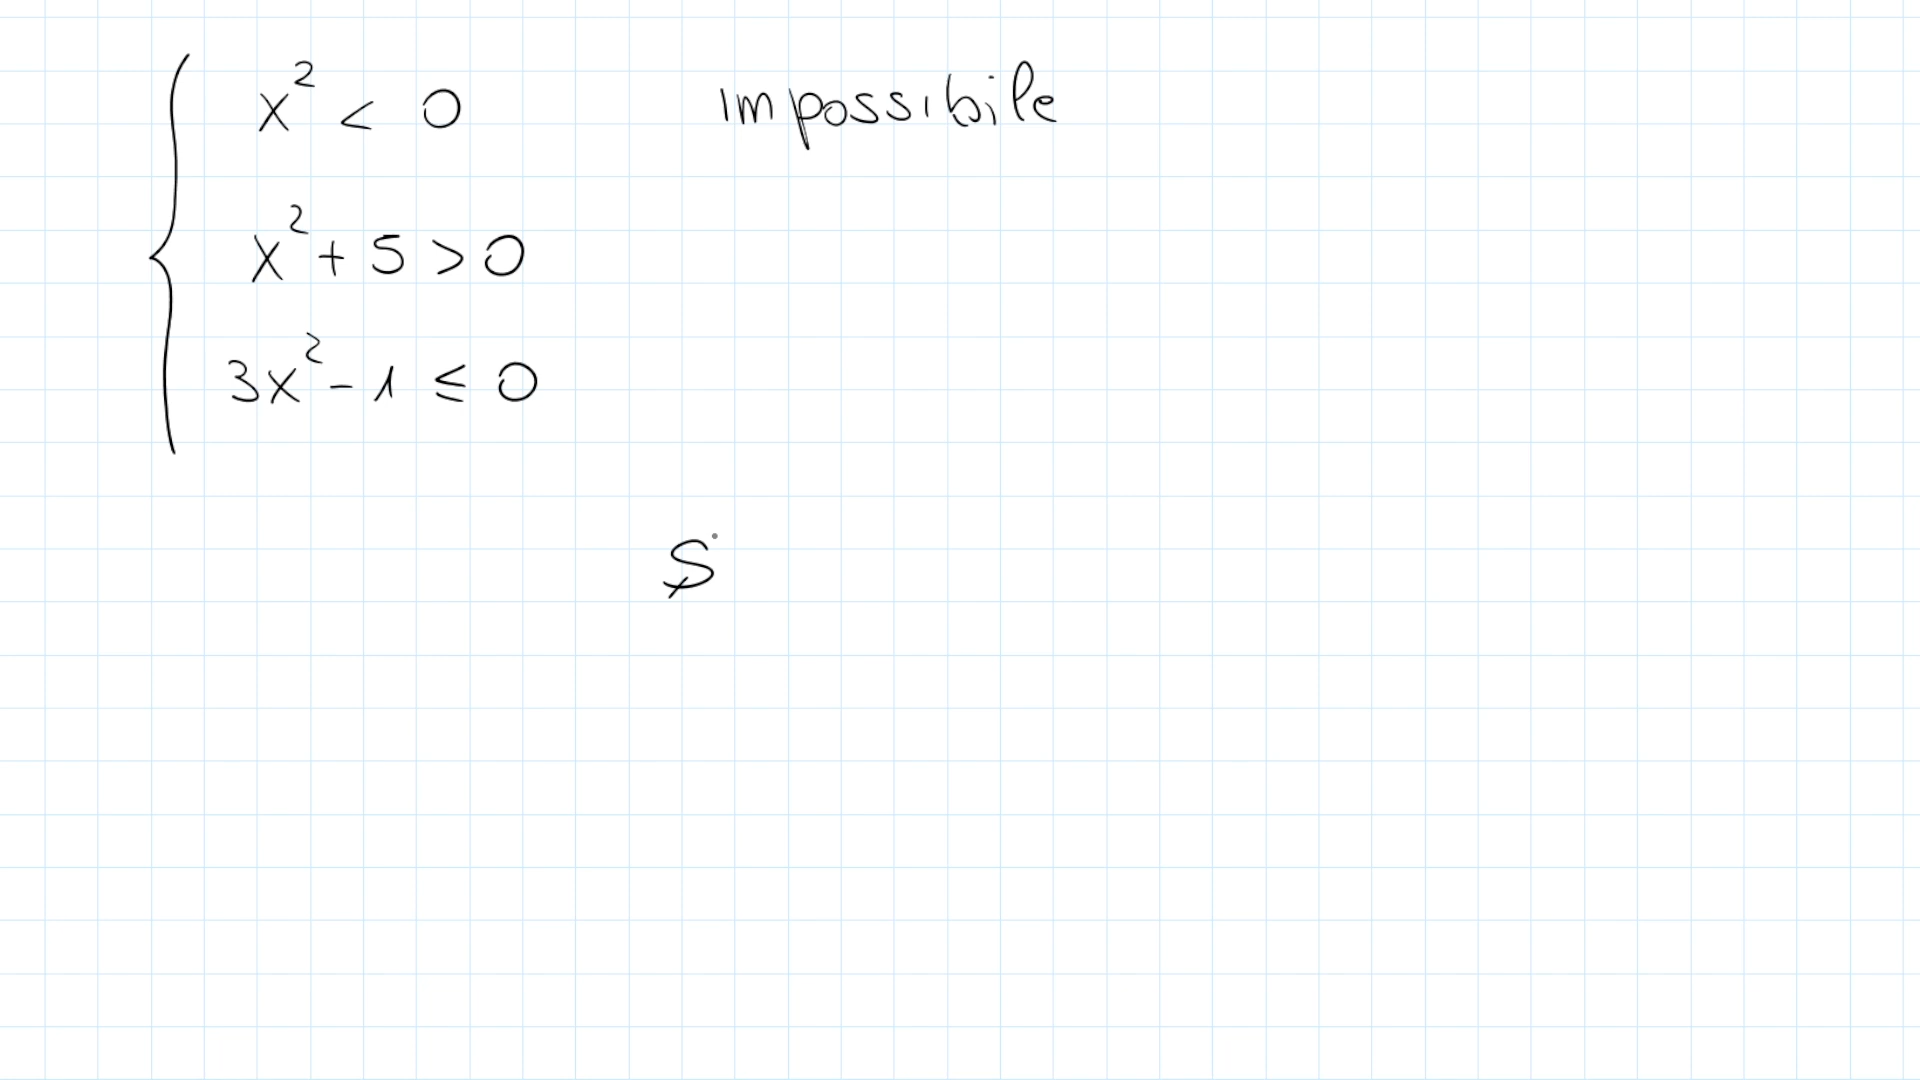 x² < 0 impossibile
x² + 5 > 0
3x² - 1 ≤ 0
S